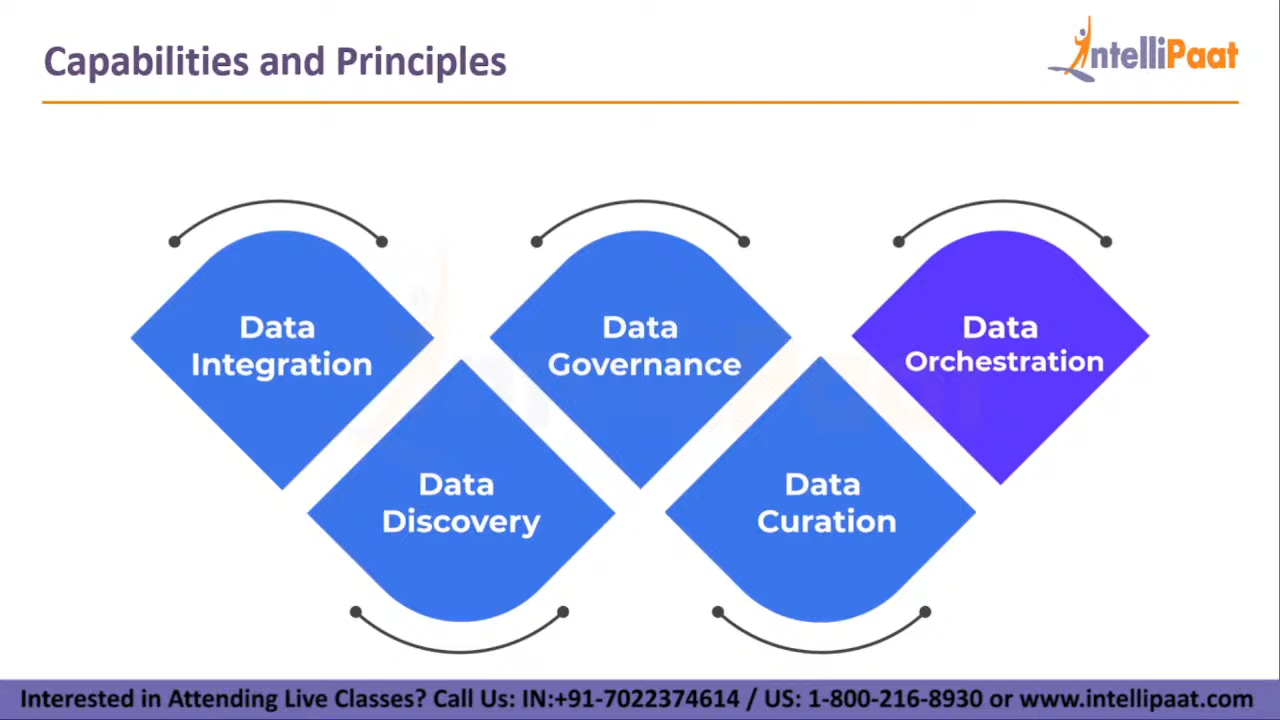 Capabilities and Principles
IntelliPaat
Data
Integration
Data
Governance
Data
Orchestration
Data
Discovery
Data
Curation
Interested in Attending Live Classes? Call Us: IN:+91-7022374614 / US: 1-800-216-8930 or www.intellipaat.com